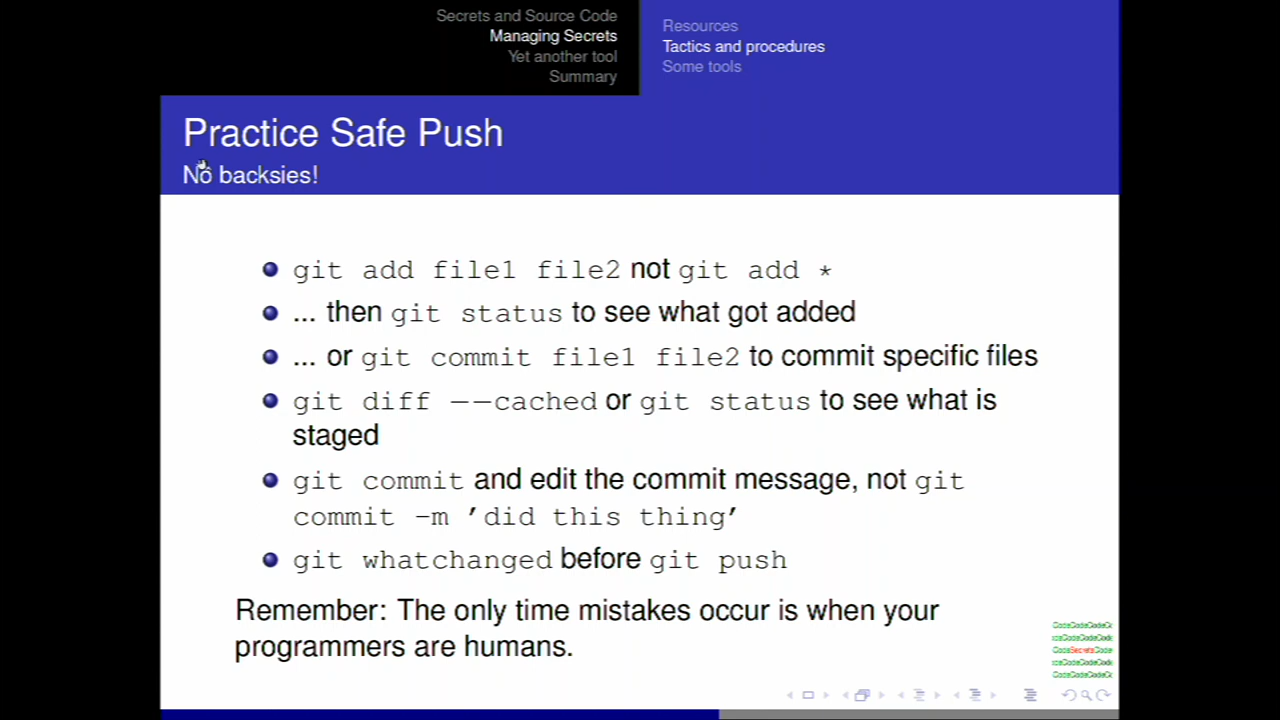 Secrets and Source Code
Managing Secrets
Yet another tool
Summary
Resources
Tactics and procedures
Some tools
Practice Safe Push
No backsies!
git add file1 file2 not git add *
... then git status to see what got added
... or git commit file1 file2 to commit specific files
git diff --cached or git status to see what is
staged
git commit and edit the commit message, not git
commit -m 'did this thing'
git whatchanged before git push
Remember: The only time mistakes occur is when your
programmers are humans.
CodeCodeCodeC
CodeSecretsCode